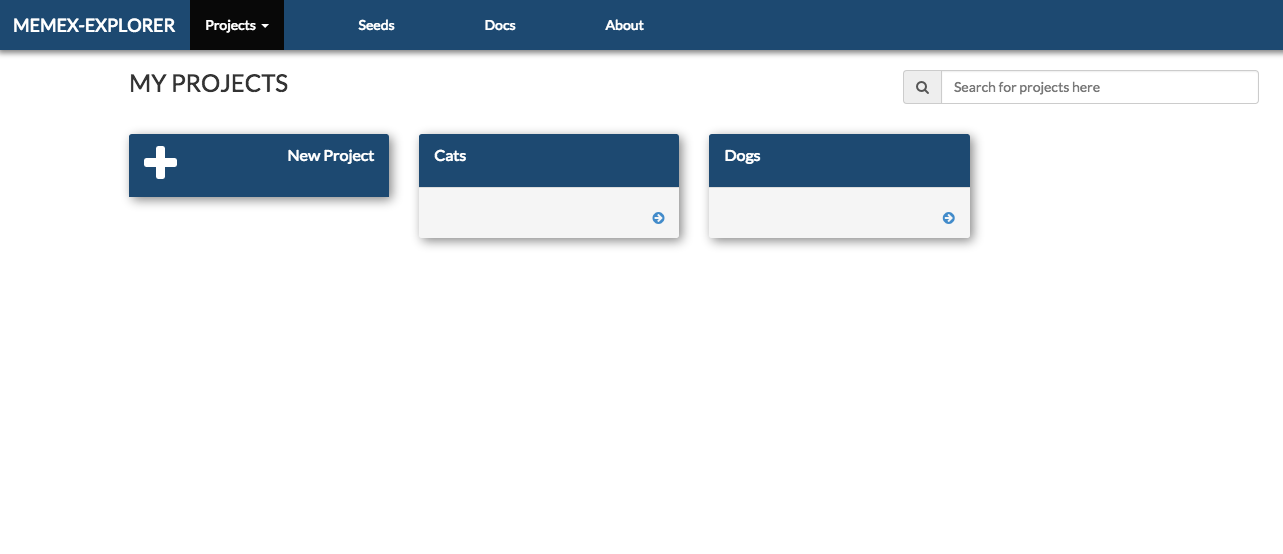 MEMEX-EXPLORER Projects Seeds Docs About
MY PROJECTS
Search for projects here
New Project
Cats
Dogs